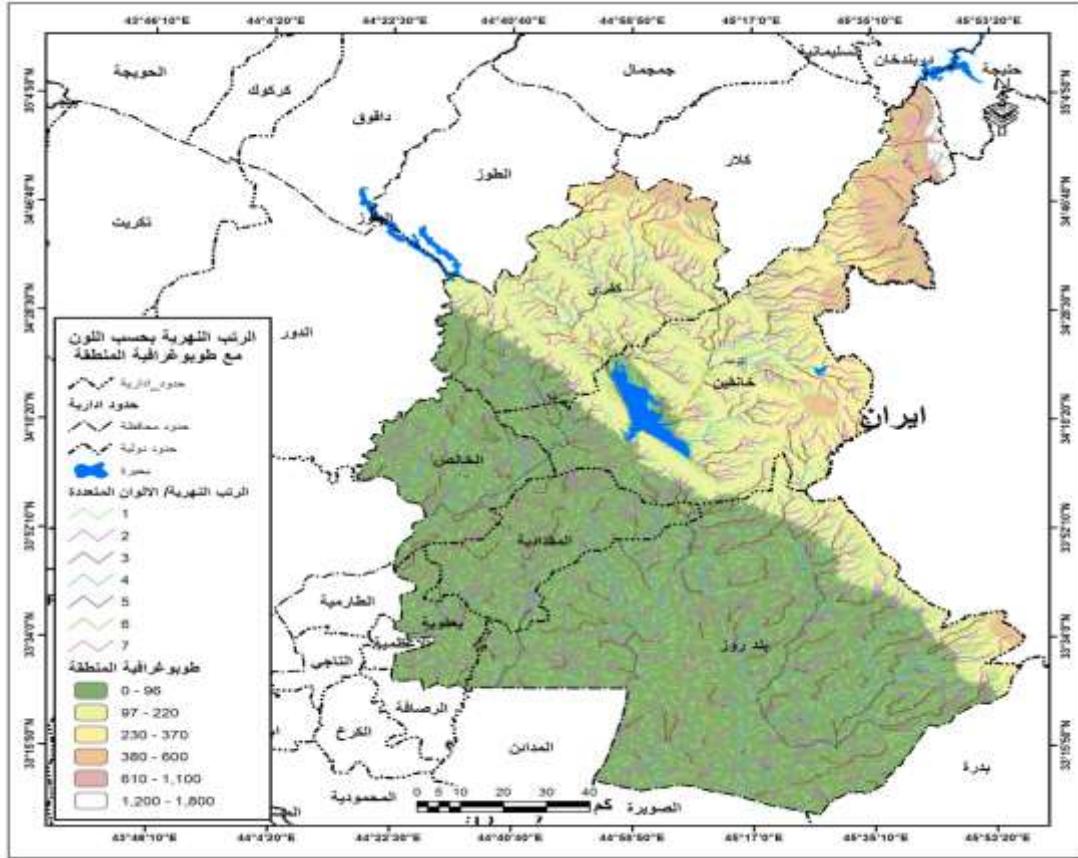 43°46'10"E 44°4'20"E 44°22'30"E 44°40'40"E 44°58'50"E 45°17'0"E 45°35'10"E 45°53'20"E
السليمانية
دربندخان
الحويجة
جمجمال
كركوك
داقوق
كلار
الطوز
تكريت
كفري
الدور
خانقين
ايران
الخالص
المقدادية
الطارمية
بعقوبة
التاجي
بلد روز
الرصافة
الكرخ
المدائن
بدرة
المحمودية
الصويرة
الرتب النهرية بحسب اللون
مع طوبوغرافية المنطقة
حدود_ادارية
حدود ادارية
حدود محافظة
حدود دولية
بحيرة
الرتب النهرية/ الالوان المتعددة
1
2
3
4
5
6
7
طوبوغرافية المنطقة
0 - 96
97 - 220
230 - 370
380 - 600
610 - 1,100
1,200 - 1,800
0 5 10 20 30 40 كم
43°46'10"E 44°4'20"E 44°22'30"E 44°40'40"E 44°58'50"E 45°17'0"E 45°35'10"E 45°53'20"E